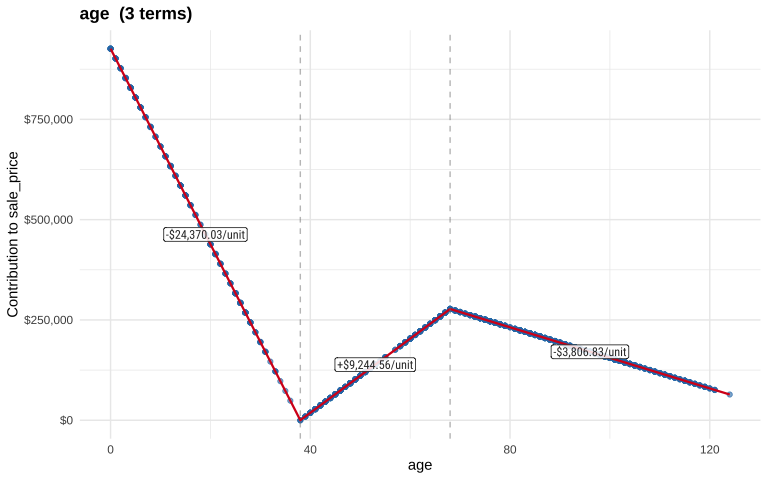 age  (3 terms)
Contribution to sale_price
$750,000
$500,000
$250,000
$0
-$24,370.03/unit
+$9,244.56/unit
-$3,806.83/unit
0
40
80
120
age